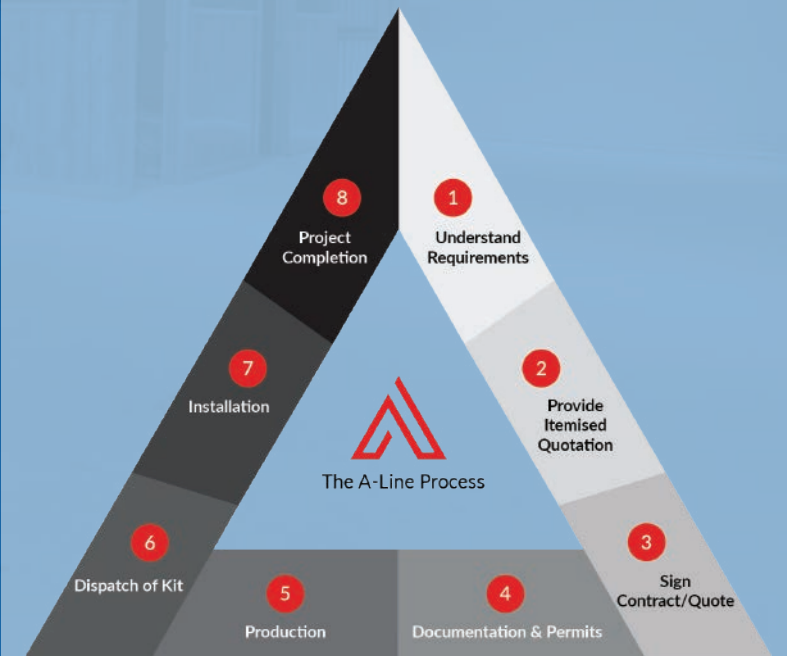 1
Understand
Requirements
2
Provide
Itemised
Quotation
3
Sign
Contract/Quote
4
Documentation & Permits
5
Production
6
Dispatch of Kit
7
Installation
8
Project
Completion
The A-Line Process